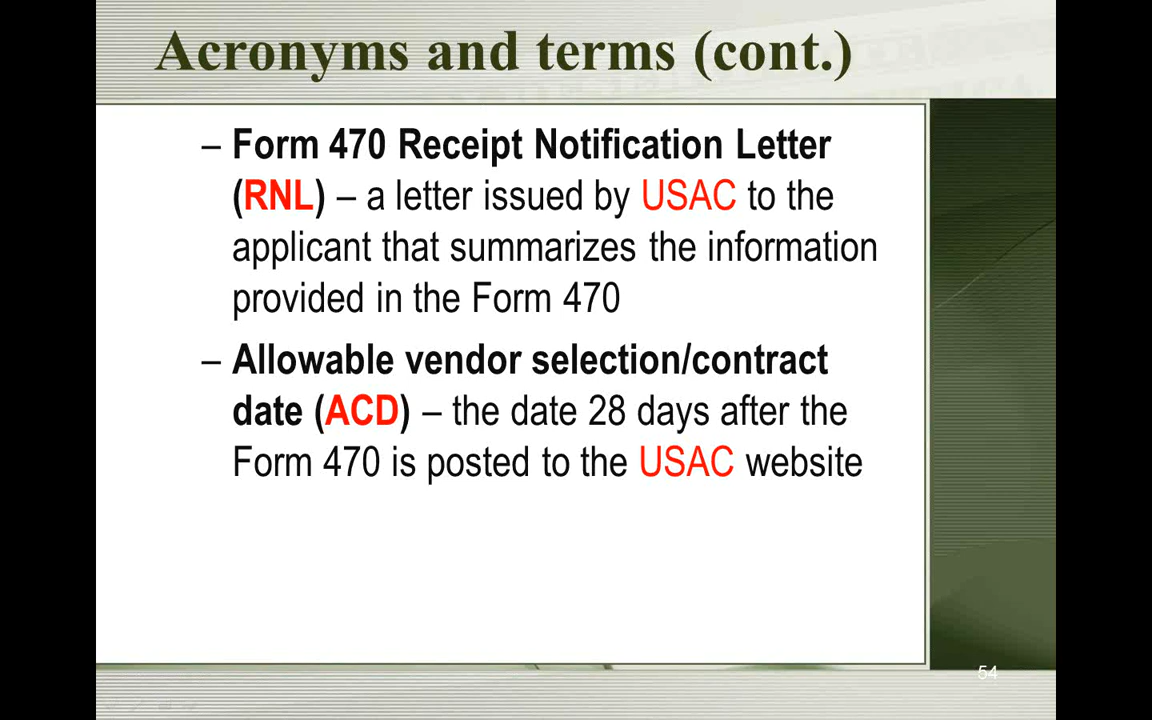 Acronyms and terms (cont.)
– Form 470 Receipt Notification Letter
(RNL) – a letter issued by USAC to the
applicant that summarizes the information
provided in the Form 470
– Allowable vendor selection/contract
date (ACD) – the date 28 days after the
Form 470 is posted to the USAC website
54